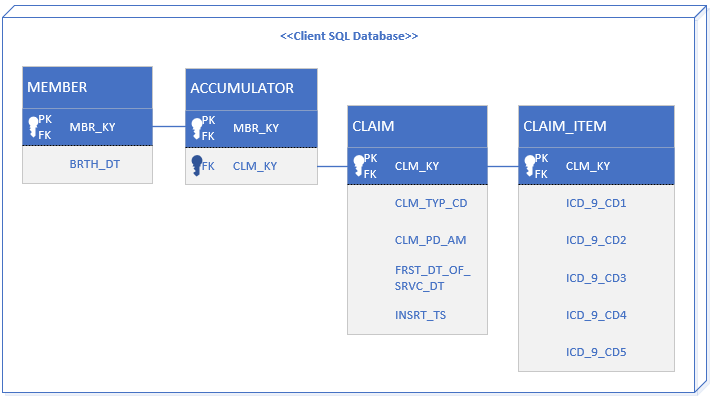 <<Client SQL Database>>
MEMBER
PK
FK
MBR_KY
BRTH_DT
ACCUMULATOR
PK
FK
MBR_KY
FK
CLM_KY
CLAIM
PK
FK
CLM_KY
CLM_TYP_CD
CLM_PD_AM
FRST_DT_OF_
SRVC_DT
INSRT_TS
CLAIM_ITEM
PK
FK
CLM_KY
ICD_9_CD1
ICD_9_CD2
ICD_9_CD3
ICD_9_CD4
ICD_9_CD5